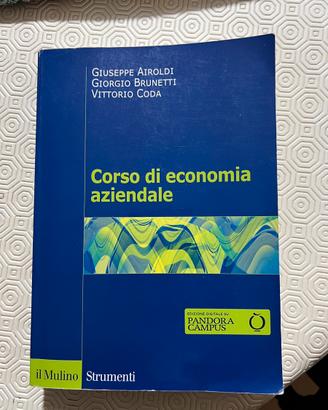 GIUSEPPE AIROLDI
GIORGIO BRUNETTI
VITTORIO CODA
Corso di economia
aziendale
EDIZIONE DIGITALE SU
PANDORA
CAMPUS
il Mulino Strumenti